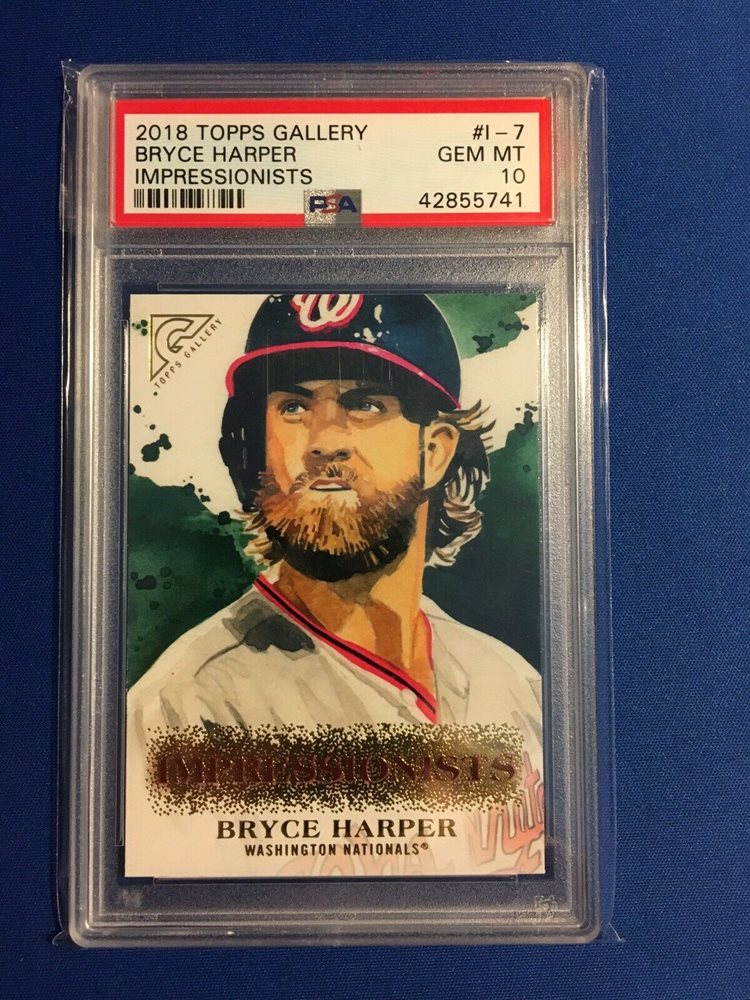 2018 TOPPS GALLERY #I-7
BRYCE HARPER GEM MT
IMPRESSIONISTS 10
PSA 42855741
W
G
TOPPS GALLERY
IMPRESSIONISTS
BRYCE HARPER
WASHINGTON NATIONALS®